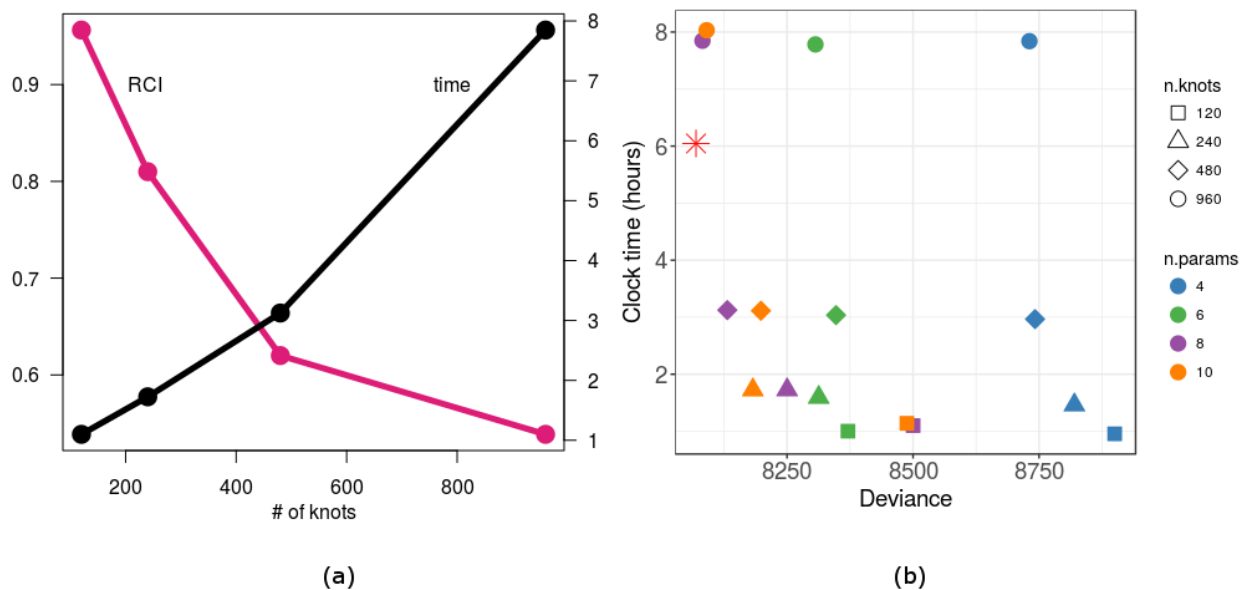 RCI
time
0.9
0.8
0.7
0.6
8
7
6
5
4
3
2
1
200 400 600 800
# of knots
(a)
Clock time (hours)
8
6
4
2
8250 8500 8750
Deviance
n.knots
120
240
480
960
n.params
4
6
8
10
(b)